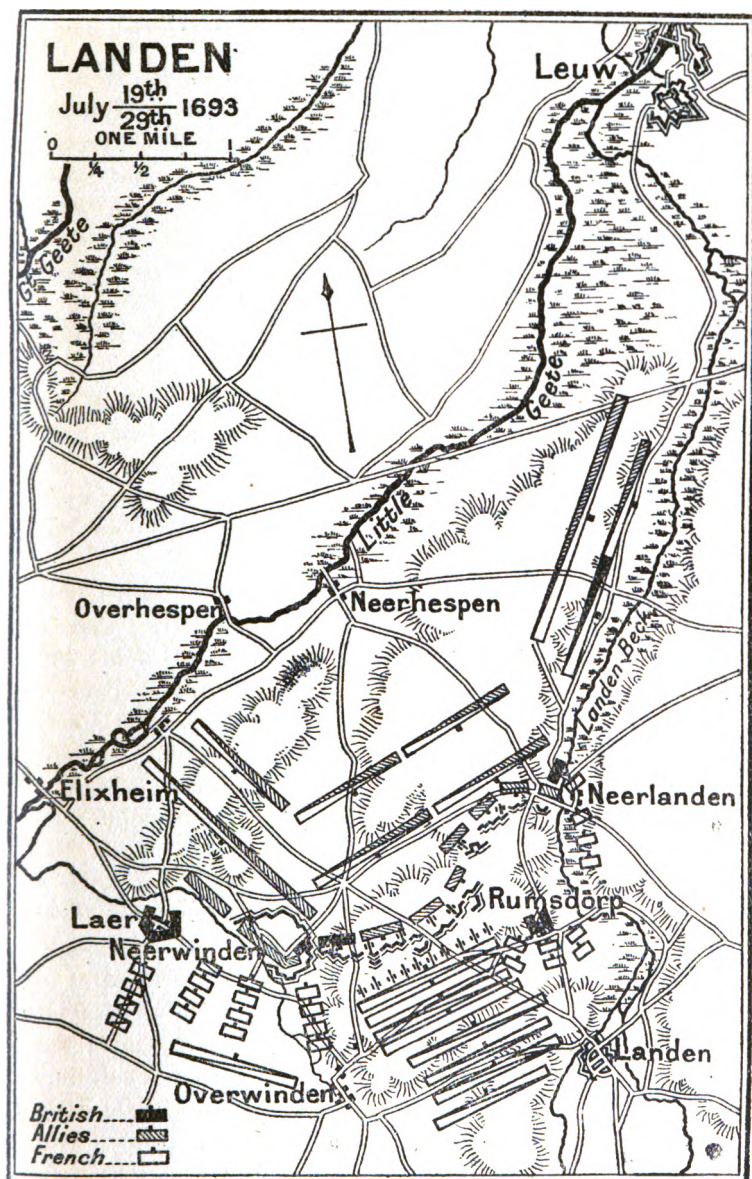 LANDEN
July 19th/29th 1693
ONE MILE
0 ¼ ½ 1
Leuw
Gt Geete
Geete
Little
Overhespen
Neerhespen
Landen Beck
Elixheim
Neerlanden
Laer
Rumsdorp
Neerwinden
Landen
Overwinden
British
Allies
French